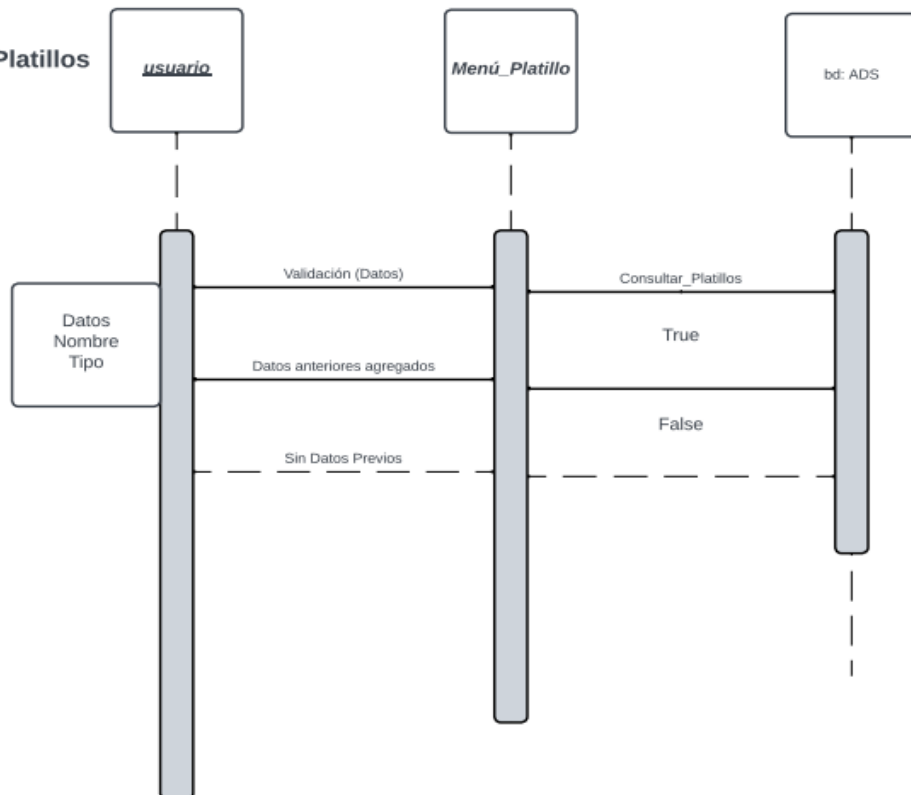 Platillos
usuario
Menú_Platillo
bd: ADS
Validación (Datos)
Consultar_Platillos
Datos
Nombre
Tipo
True
Datos anteriores agregados
False
Sin Datos Previos